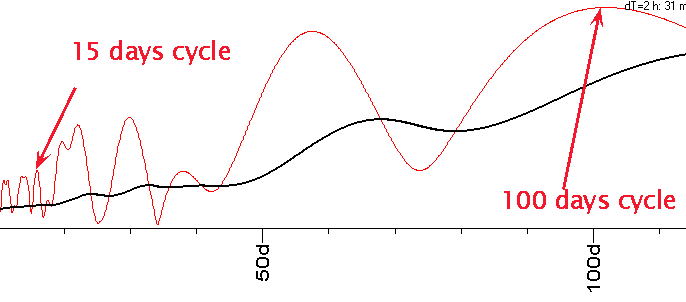 dT=2 h: 31 m
15 days cycle
100 days cycle
50d
100d